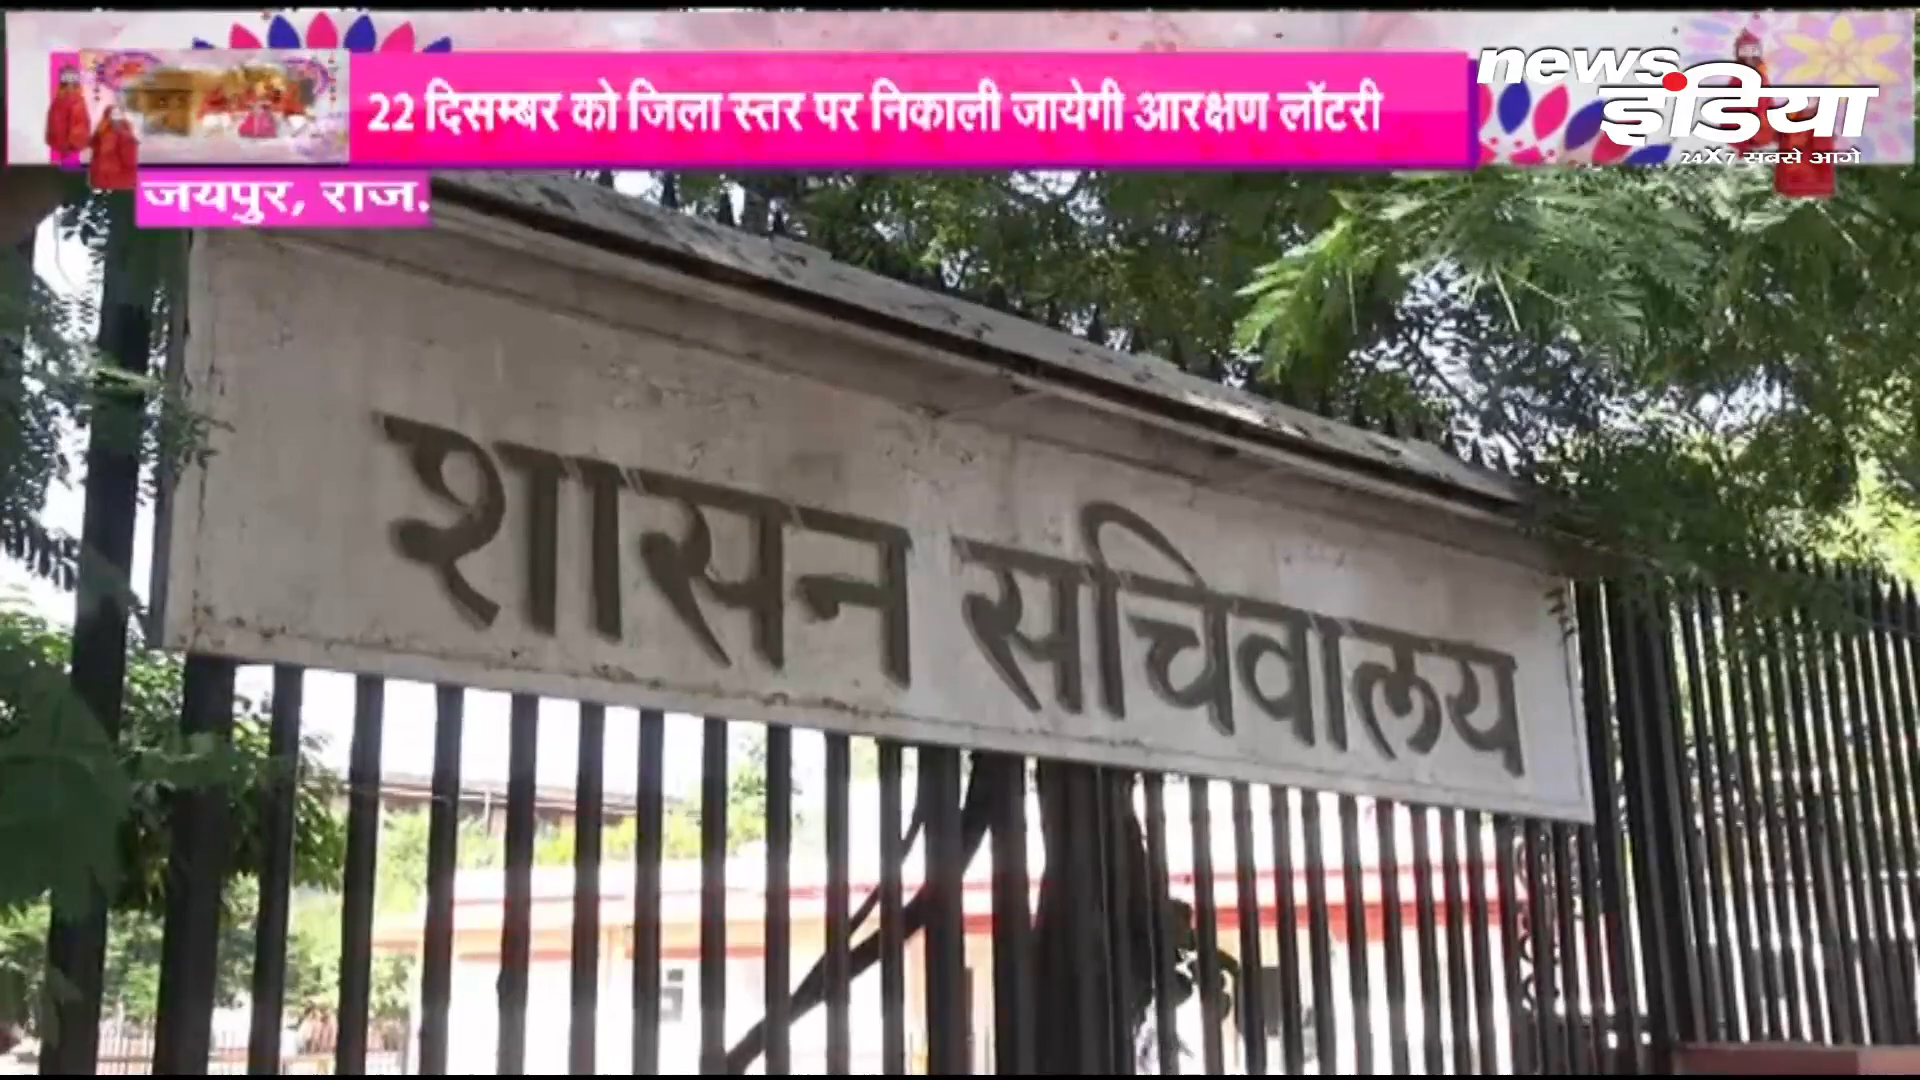 22 दिसम्बर को जिला स्तर पर निकाली जायेगी आरक्षण लॉटरी
news
इंडिया
24X7 सबसे आगे
जयपुर, राज.
शासन सचिवालय